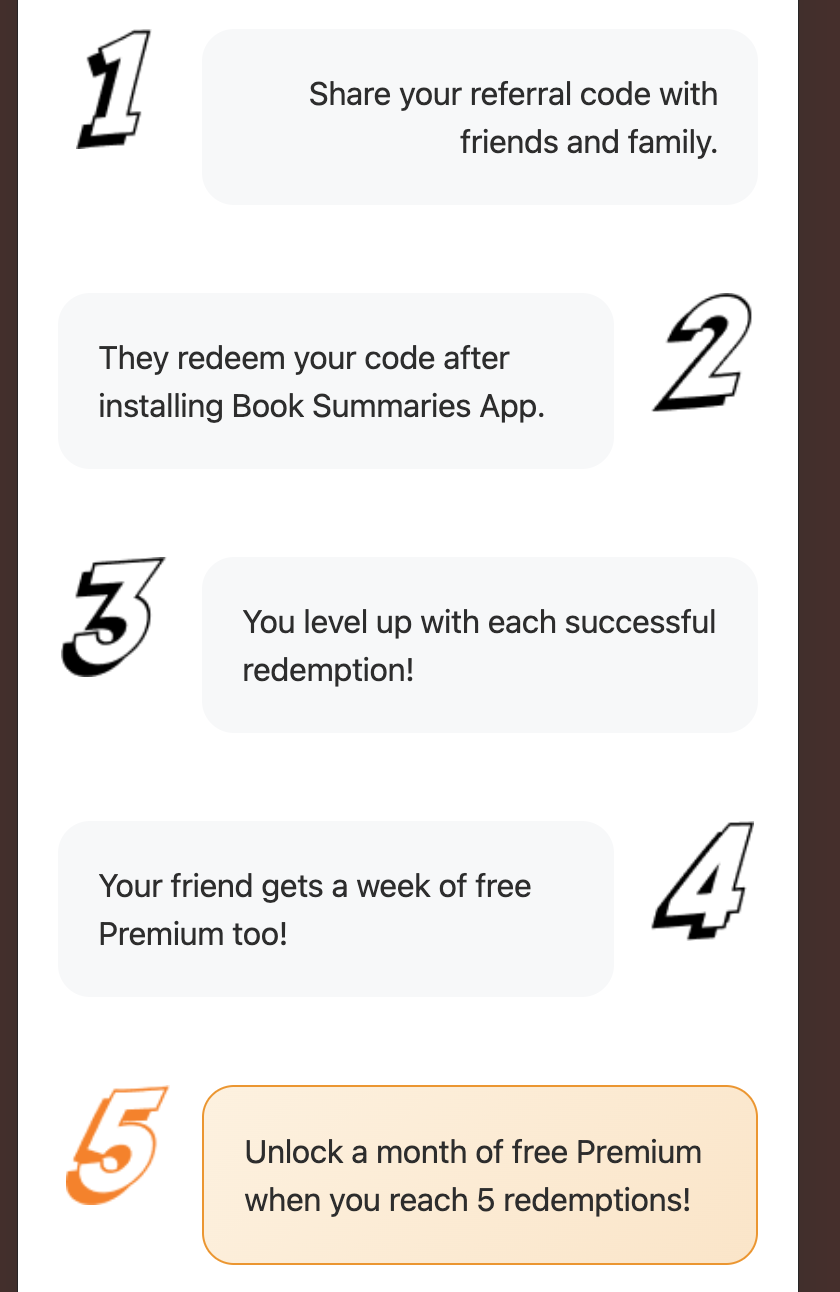 1
Share your referral code with
friends and family.
2
They redeem your code after
installing Book Summaries App.
3
You level up with each successful
redemption!
4
Your friend gets a week of free
Premium too!
5
Unlock a month of free Premium
when you reach 5 redemptions!